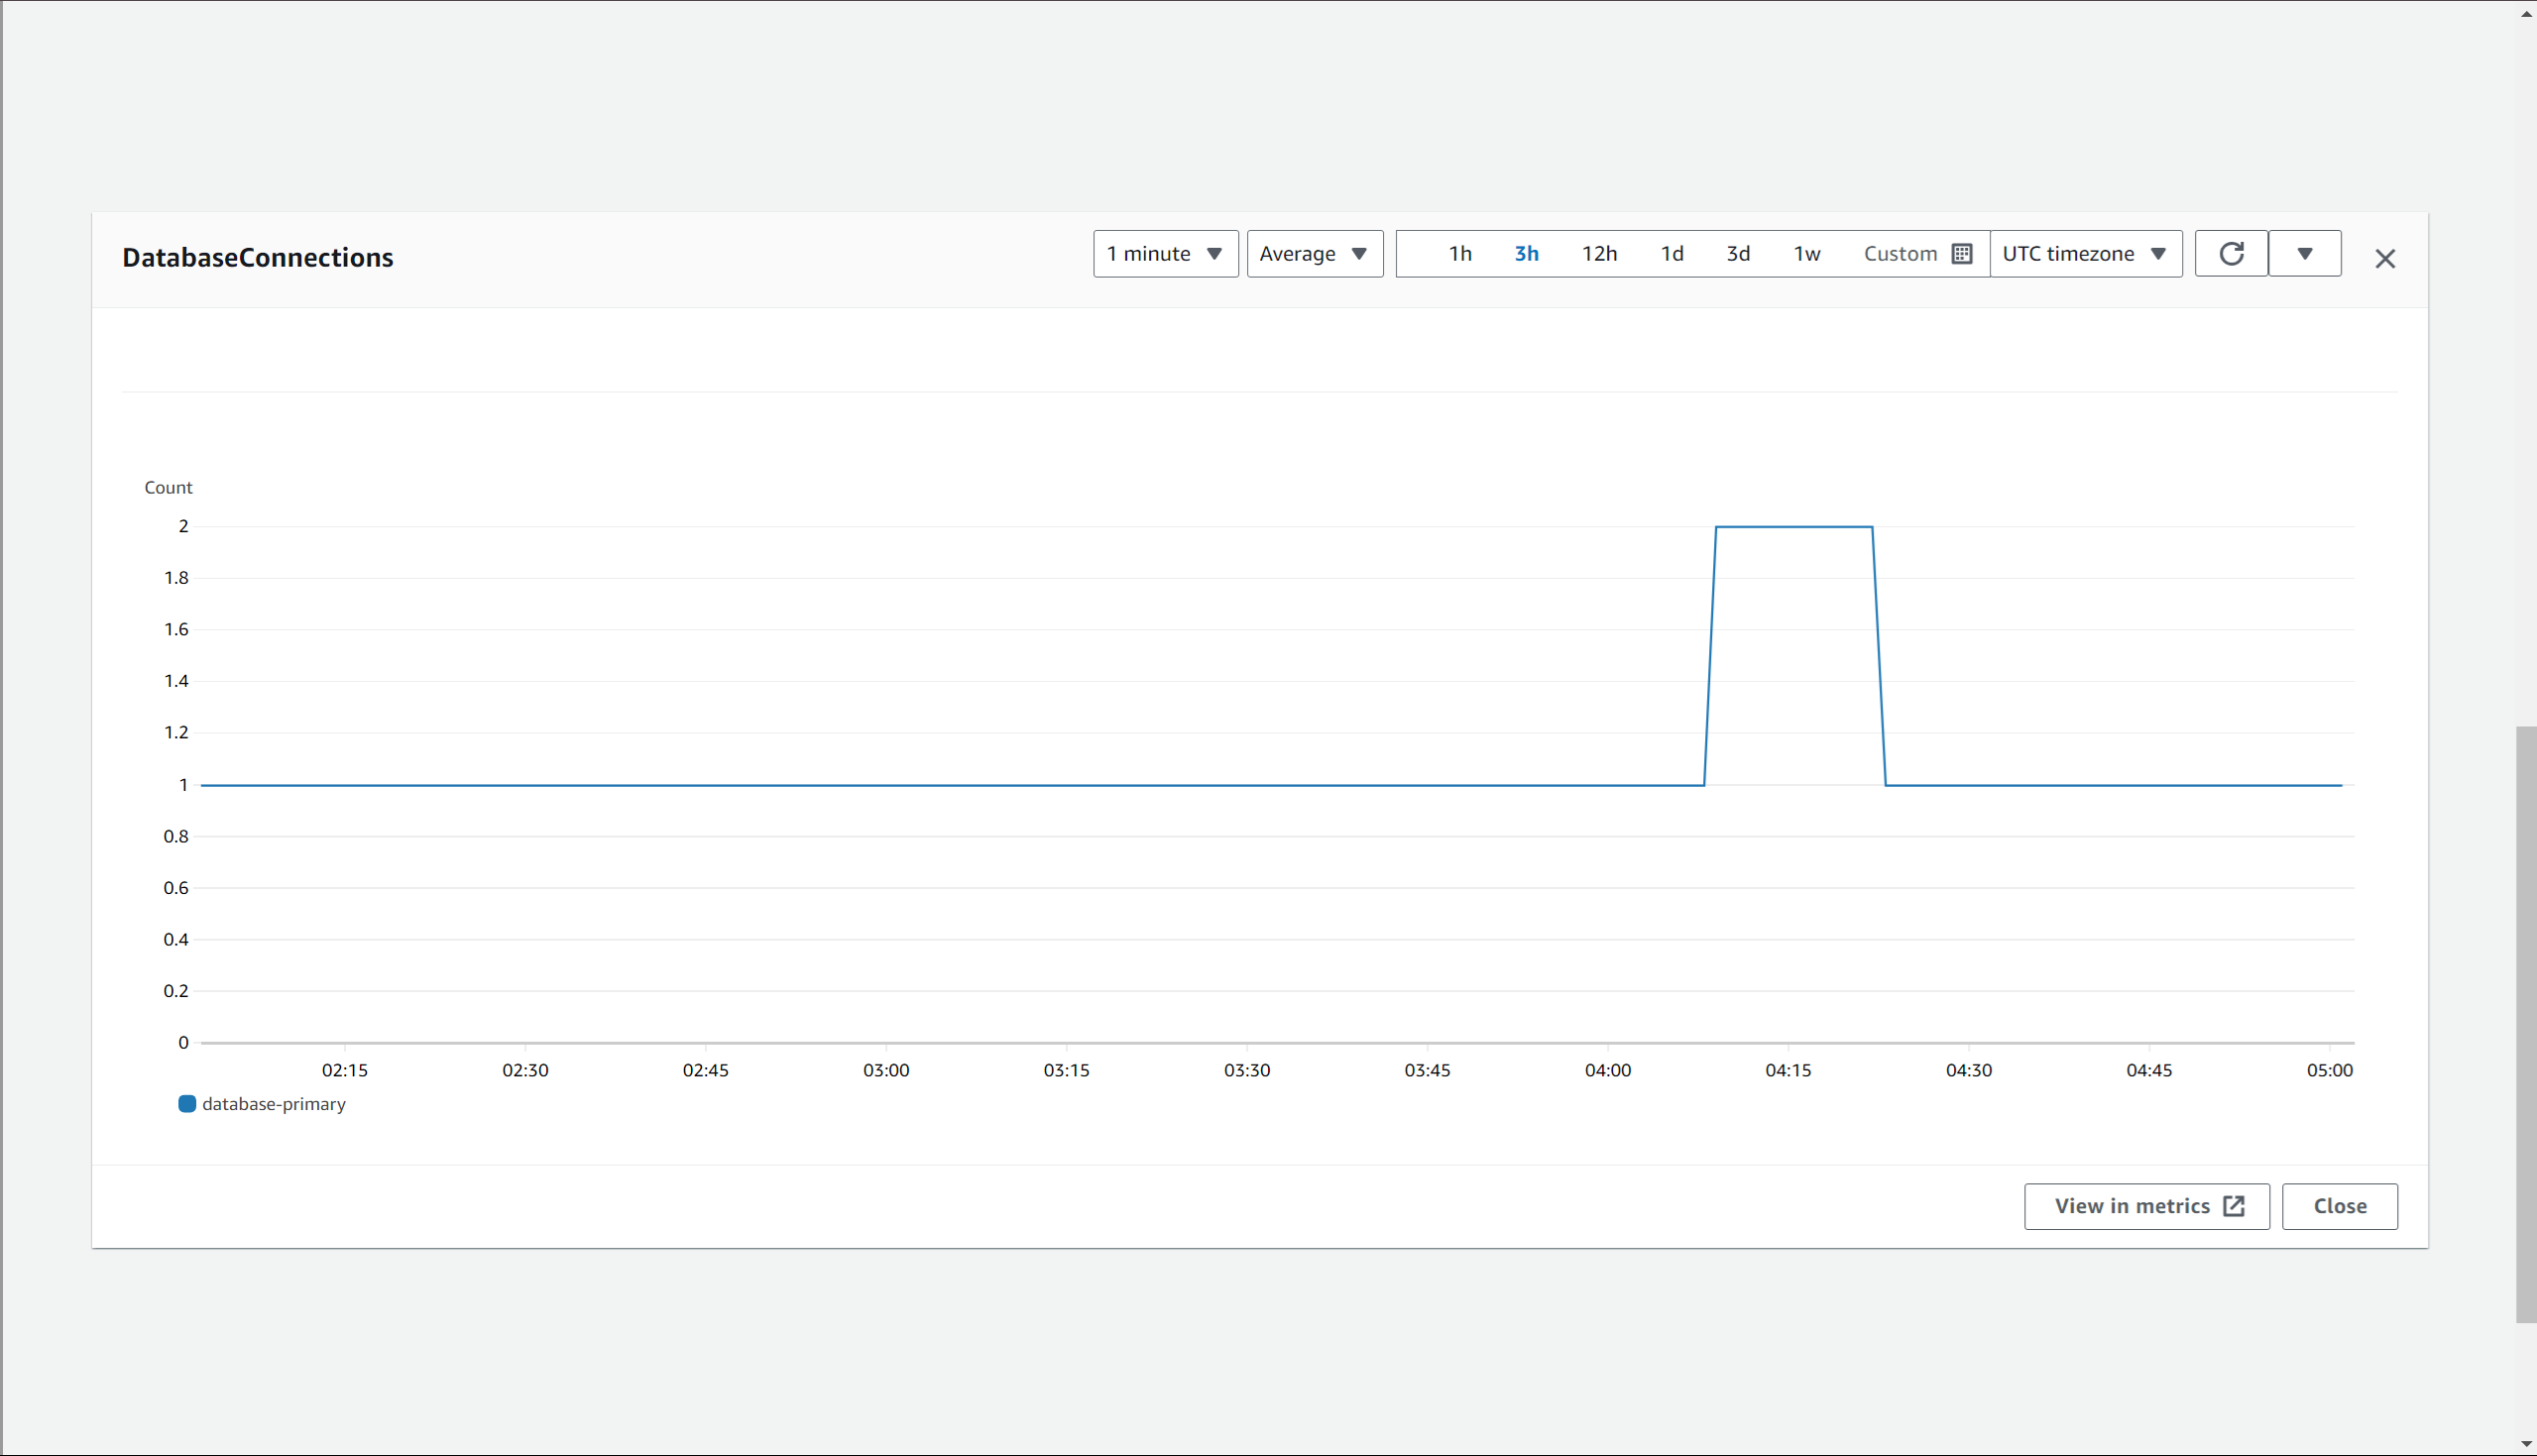 DatabaseConnections
1 minute Average 1h 3h 12h 1d 3d 1w Custom UTC timezone
Count
2
1.8
1.6
1.4
1.2
1
0.8
0.6
0.4
0.2
0
02:15 02:30 02:45 03:00 03:15 03:30 03:45 04:00 04:15 04:30 04:45 05:00
database-primary
View in metrics Close